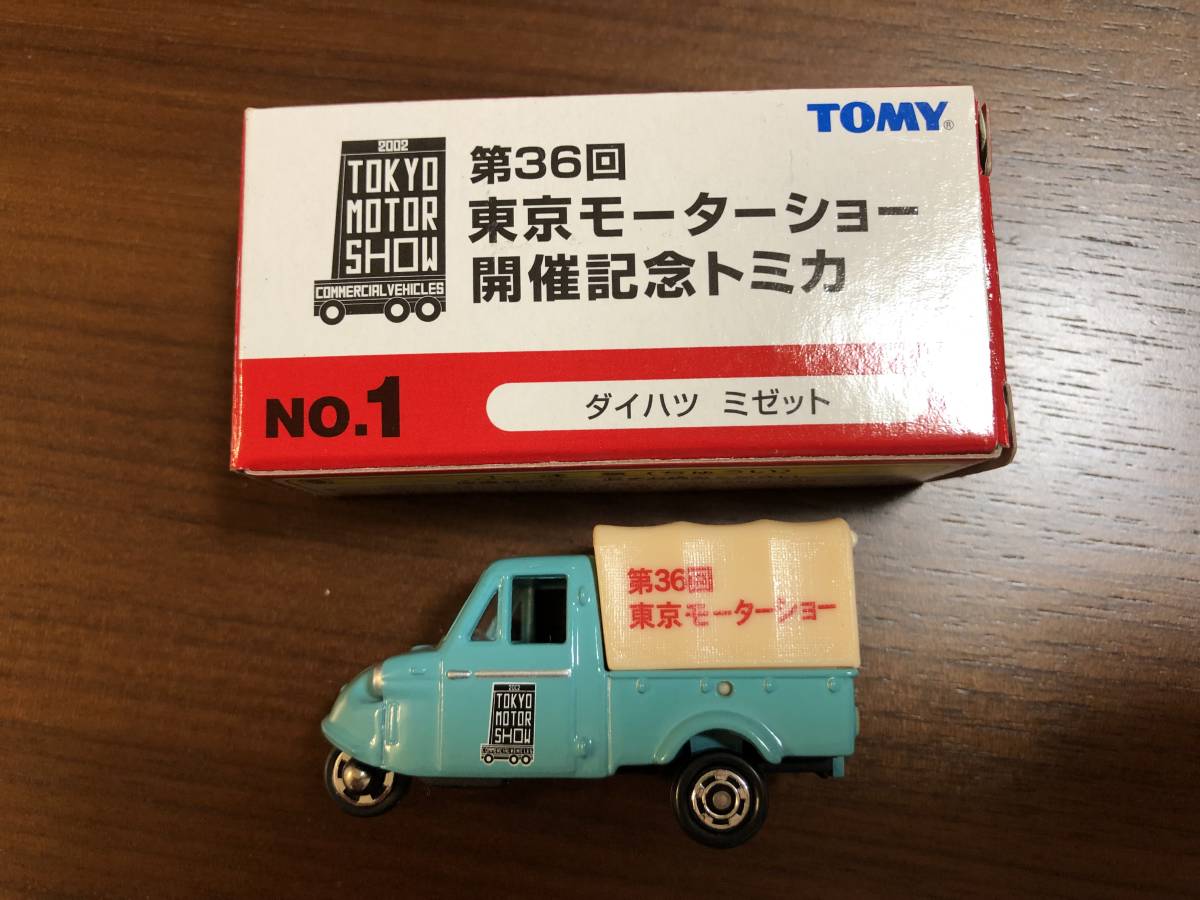 TOMY®
2002
TOKYO
MOTOR
SHOW
COMMERCIAL VEHICLES
第36回
東京モーターショー
開催記念トミカ
NO.1
ダイハツ ミゼット
第36回
東京モーターショー
2002
TOKYO
MOTOR
SHOW
COMMERCIAL VEHICLES